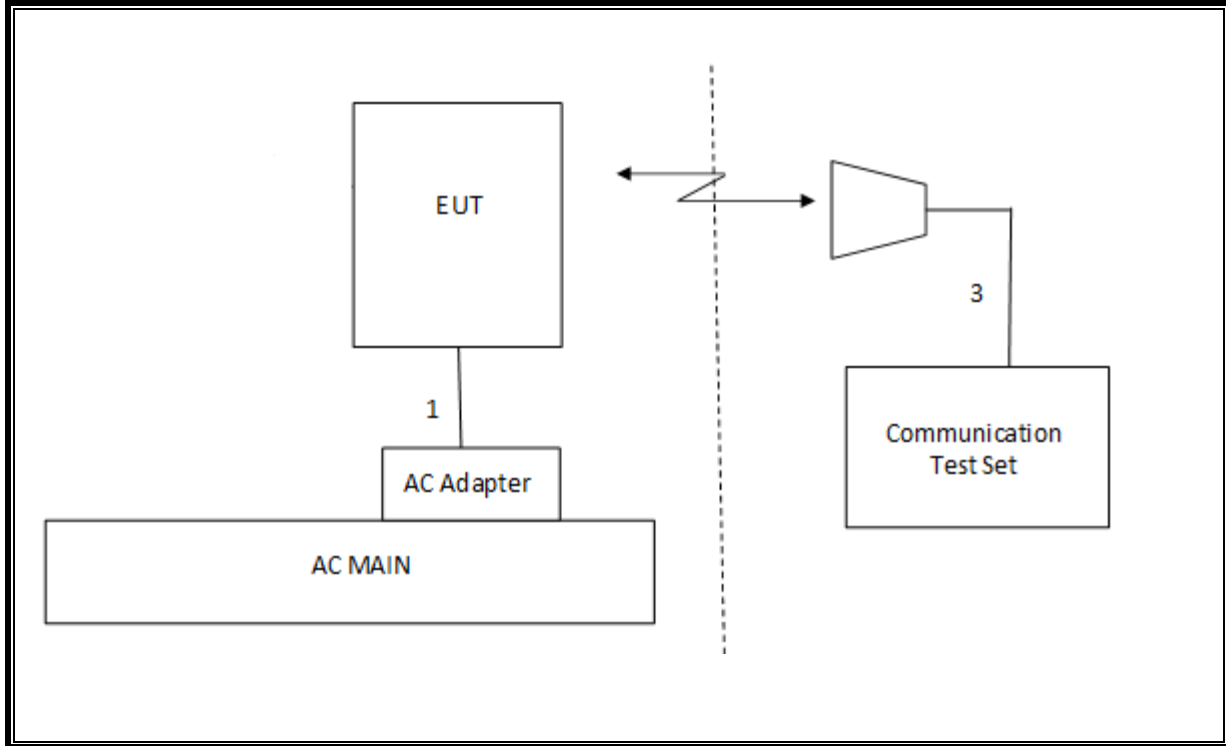 EUT
3
1
Communication
Test Set
AC Adapter
AC MAIN